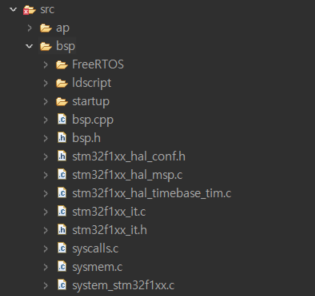 src
ap
bsp
FreeRTOS
ldscript
startup
bsp.cpp
bsp.h
stm32f1xx_hal_conf.h
stm32f1xx_hal_msp.c
stm32f1xx_hal_timebase_tim.c
stm32f1xx_it.c
stm32f1xx_it.h
syscalls.c
sysmem.c
system_stm32f1xx.c